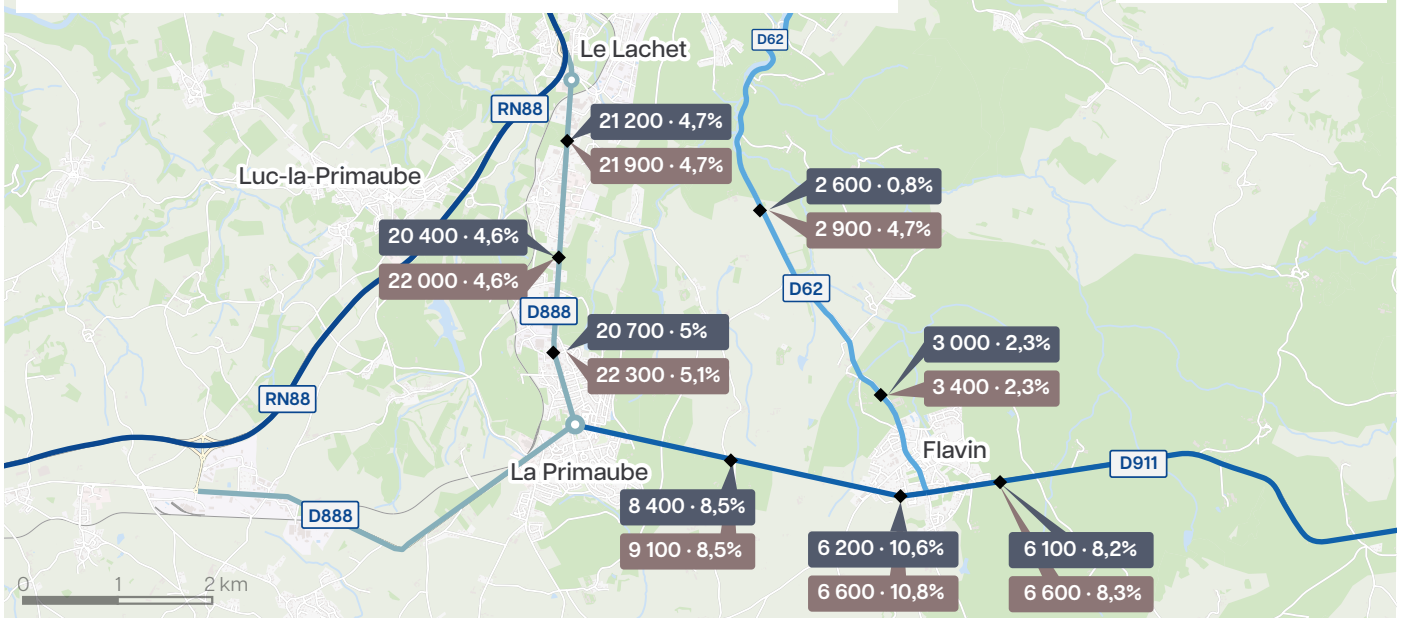 D62
Le Lachet
RN88
21 200 · 4,7%
21 900 · 4,7%
Luc-la-Primaube
2 600 · 0,8%
2 900 · 4,7%
20 400 · 4,6%
22 000 · 4,6%
D62
D888
20 700 · 5%
22 300 · 5,1%
3 000 · 2,3%
3 400 · 2,3%
RN88
Flavin
D911
La Primaube
8 400 · 8,5%
9 100 · 8,5%
D888
6 200 · 10,6%
6 600 · 10,8%
6 100 · 8,2%
6 600 · 8,3%
0 1 2 km